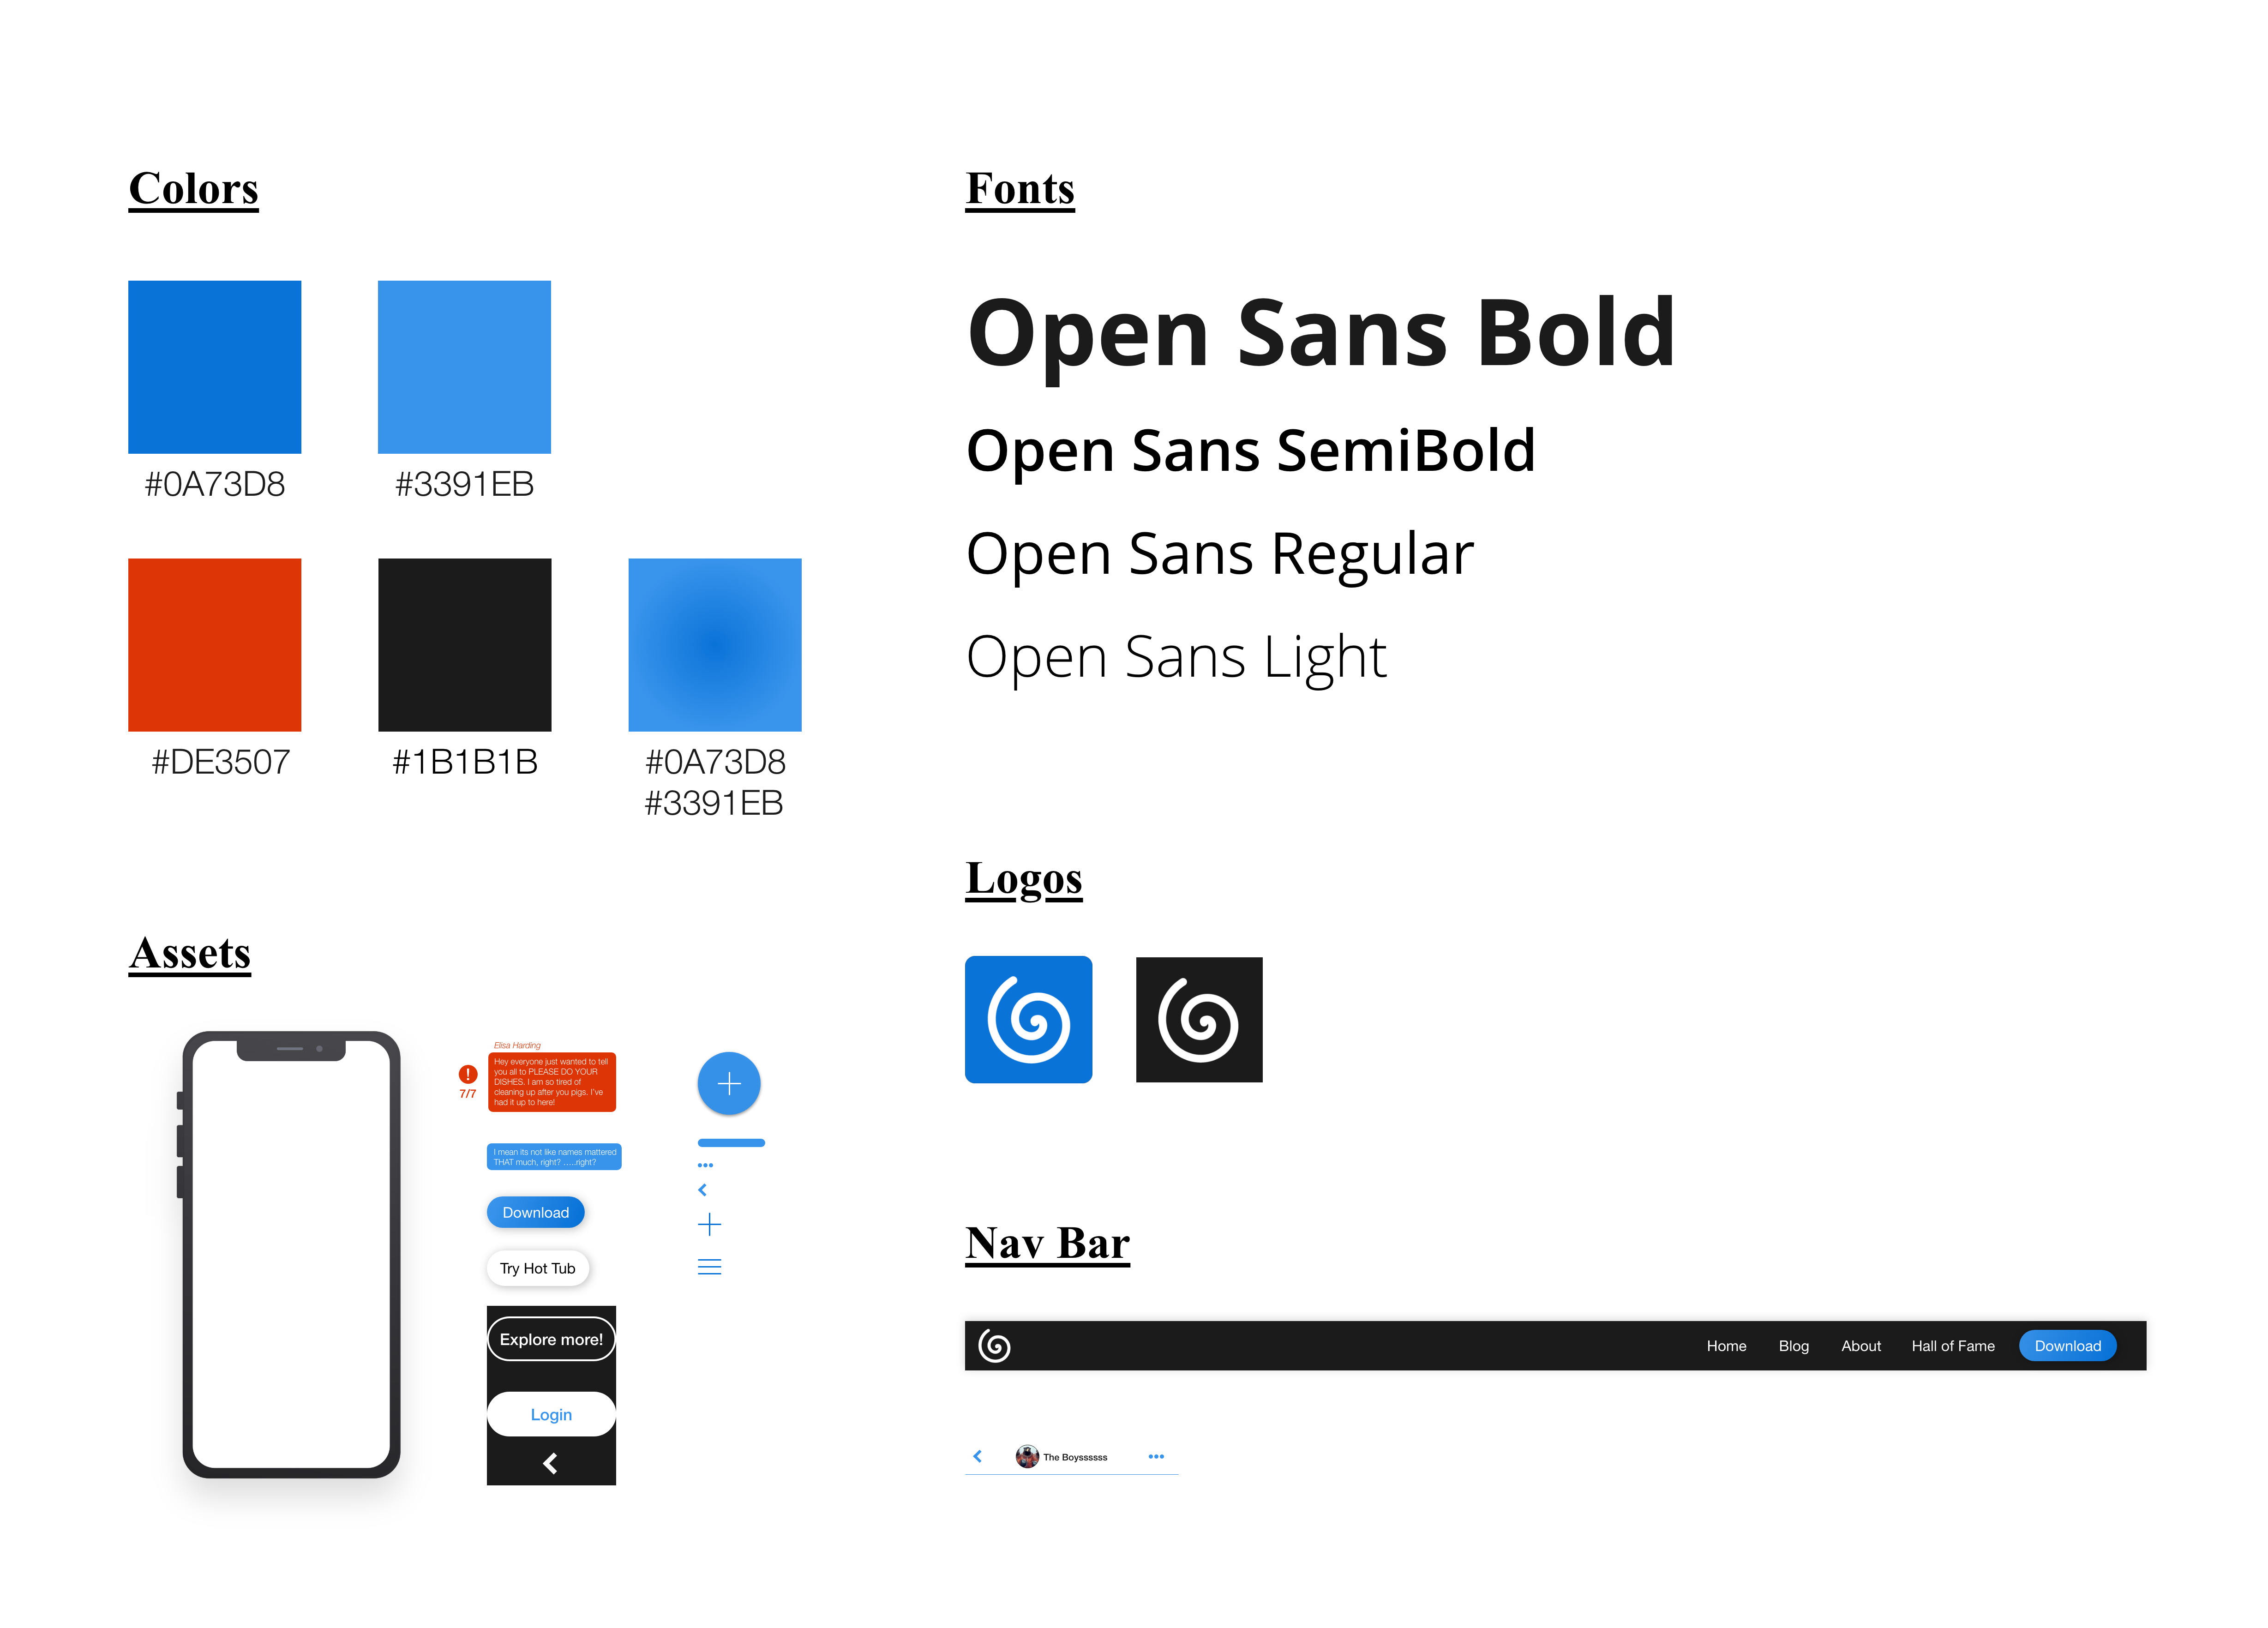 Colors
#0A73D8
#3391EB
#DE3507
#1B1B1B
#0A73D8
#3391EB
Fonts
Open Sans Bold
Open Sans SemiBold
Open Sans Regular
Open Sans Light
Assets
Elisa Harding
Hey everyone just wanted to tell
you all to PLEASE DO YOUR
DISHES. I am so tired of
cleaning up after you pigs. I've
had it up to here!
!
7/7
I mean its not like names mattered
THAT much, right? .....right?
Download
Try Hot Tub
Explore more!
Login
Logos
Nav Bar
Home Blog About Hall of Fame Download
The Boyssssss